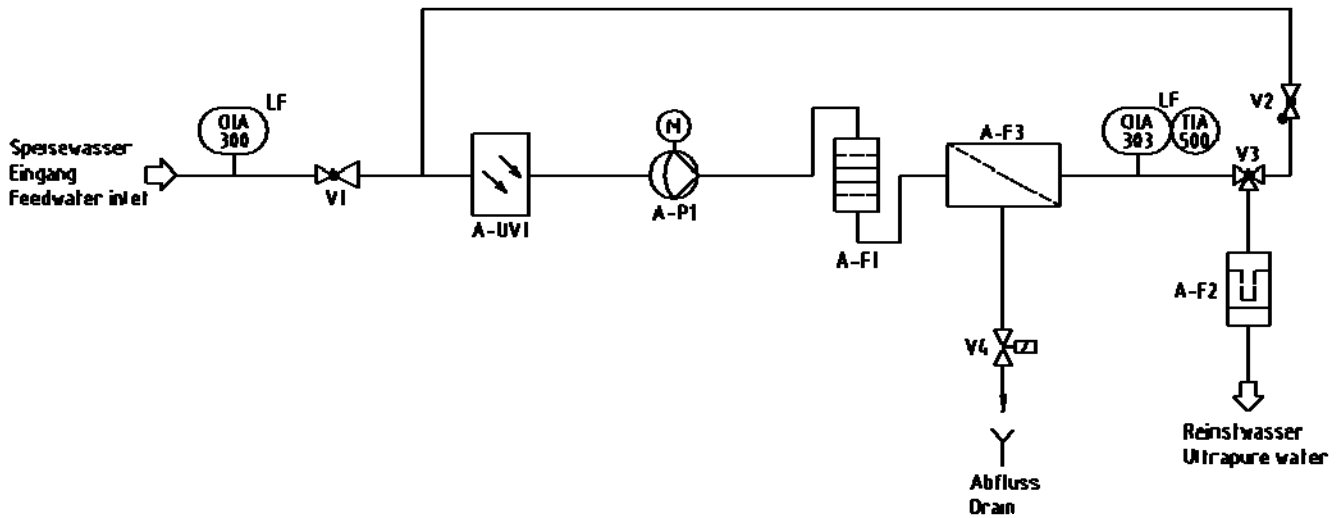 LF
QIA
300
Speisewasser
Eingang
Feedwater inlet
V1
A-UV1
M
A-P1
A-F1
A-F3
LF
QIA
303
TIA
500
V2
V3
A-F2
V4
Abfluss
Drain
Reinstwasser
Ultrapure water